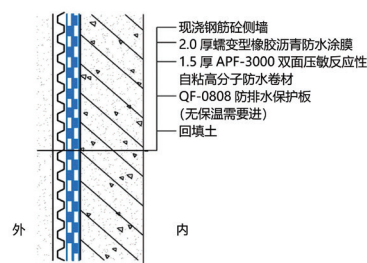 现浇钢筋砼侧墙
2.0 厚蠕变型橡胶沥青防水涂膜
1.5 厚 APF-3000 双面压敏反应性
自粘高分子防水卷材
QF-0808 防排水保护板
（无保温需要进）
回填土
外 内